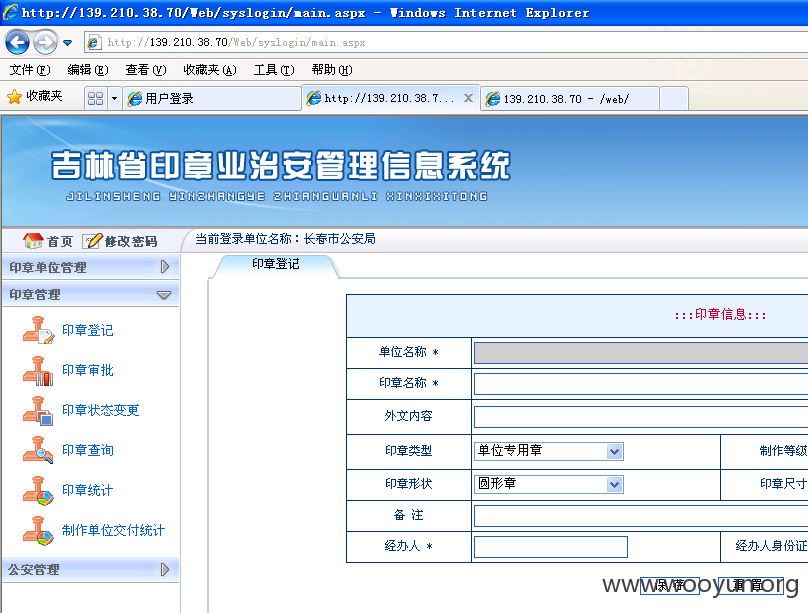 http://139.210.38.70/Web/syslogin/main.aspx - Windows Internet Explorer
http://139.210.38.70/Web/syslogin/main.aspx
文件(F) 编辑(E) 查看(V) 收藏夹(A) 工具(T) 帮助(H)
收藏夹 用户登录 http://139.210.38.7... 139.210.38.70 - /web/
吉林省印章业治安管理信息系统
JILINSHENG YINZHANGYE ZHIANGUANLI XINXIXITONG
首页 修改密码 当前登录单位名称：长春市公安局
印章单位管理 印章登记
印章管理
印章登记
印章审批
印章状态变更
印章查询
印章统计
制作单位交付统计
公安管理
:::印章信息:::
单位名称 *
印章名称 *
外文内容
印章类型 单位专用章 制作等级
印章形状 圆形章 印章尺寸
备 注
经办人 * 经办人身份证
保 存 重 置
www.wooyun.org